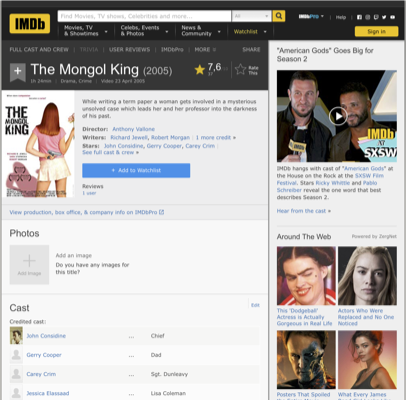 IMDb
Find Movies, TV shows, Celebrities and more...
All
IMDbPro
Help
Movies, TV & Showtimes
Celebs, Events & Photos
News & Community
Watchlist
Sign in
FULL CAST AND CREW
TRIVIA
USER REVIEWS
IMDbPro
MORE
SHARE
The Mongol King (2005)
1h 24min | Drama, Crime | Video 23 April 2005
7,6
Rate This
THE MONGOL KING
While writing a term paper a woman gets involved in a mysterious
unsolved case which leads her and her professor into the darkness
of his past.
Director: Anthony Vallone
Writers: Richard Jewell, Robert Morgan | 1 more credit »
Stars: John Considine, Gerry Cooper, Carey Crim |
See full cast & crew »
+ Add to Watchlist
Reviews
1 user
View production, box office, & company info on IMDbPro
Photos
Add Image
Add an image
Do you have any images for
this title?
Cast
Edit
Credited cast:
John Considine ... Chief
Gerry Cooper ... Dad
Carey Crim ... Sgt. Dunleavy
Jessica Elassaad ... Lisa Coleman
"American Gods" Goes Big for
Season 2
IMDb
AT
SXSW
IMDb hangs with cast of "American Gods" at
the House on the Rock at the SXSW Film
Festival. Stars Ricky Whittle and Pablo
Schreiber reveal the one word that best
describes Season 2.
Hear from the cast »
Around The Web
Powered by ZergNet
This 'Dodgeball'
Actress is Actually
Gorgeous in Real Life
Actors Who Were
Replaced and No One
Noticed
Posters That Spoiled
What Every James